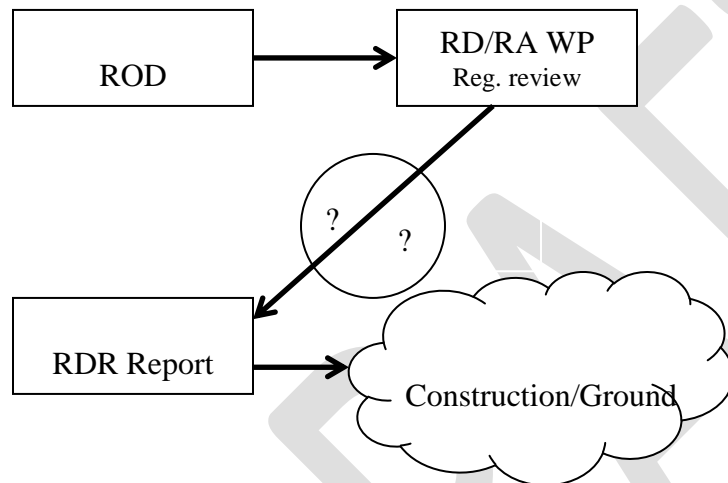 ROD
RD/RA WP
Reg. review
?
?
RDR Report
Construction/Ground